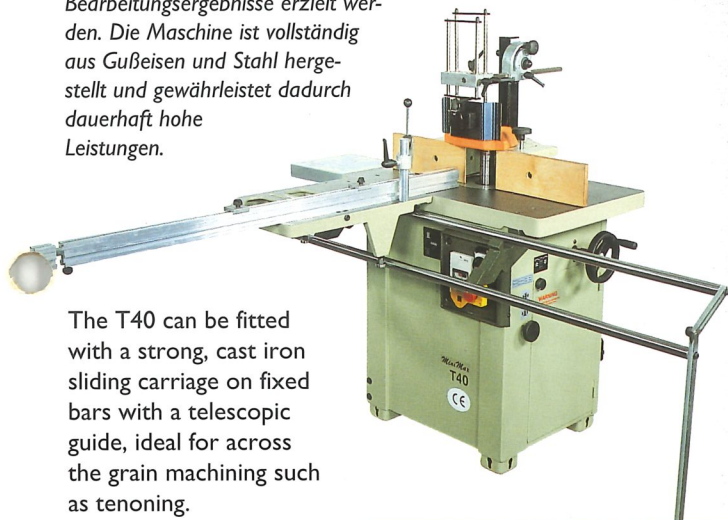 Bearbeitungsergebnisse erzielt wer-
den. Die Maschine ist vollständig
aus Gußeisen und Stahl herge-
stellt und gewährleistet dadurch
dauerhaft hohe
Leistungen.
The T40 can be fitted
with a strong, cast iron
sliding carriage on fixed
bars with a telescopic
guide, ideal for across
the grain machining such
as tenoning.
WARNING
MiniMax
T40
CE